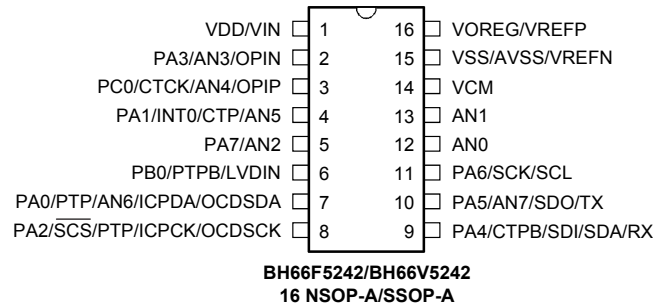 VDD/VIN 1 16 VOREG/VREFP
PA3/AN3/OPIN 2 15 VSS/AVSS/VREFN
PC0/CTCK/AN4/OPIP 3 14 VCM
PA1/INT0/CTP/AN5 4 13 AN1
PA7/AN2 5 12 AN0
PB0/PTPB/LVDIN 6 11 PA6/SCK/SCL
PA0/PTP/AN6/ICPDA/OCDSDA 7 10 PA5/AN7/SDO/TX
PA2/SCS/PTP/ICPCK/OCDSCK 8 9 PA4/CTPB/SDI/SDA/RX
BH66F5242/BH66V5242
16 NSOP-A/SSOP-A